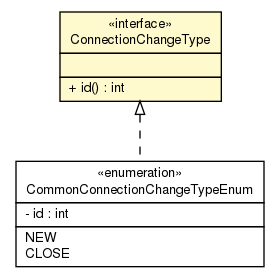 «interface»
ConnectionChangeType
+ id() : int
«enumeration»
CommonConnectionChangeTypeEnum
- id : int
NEW
CLOSE